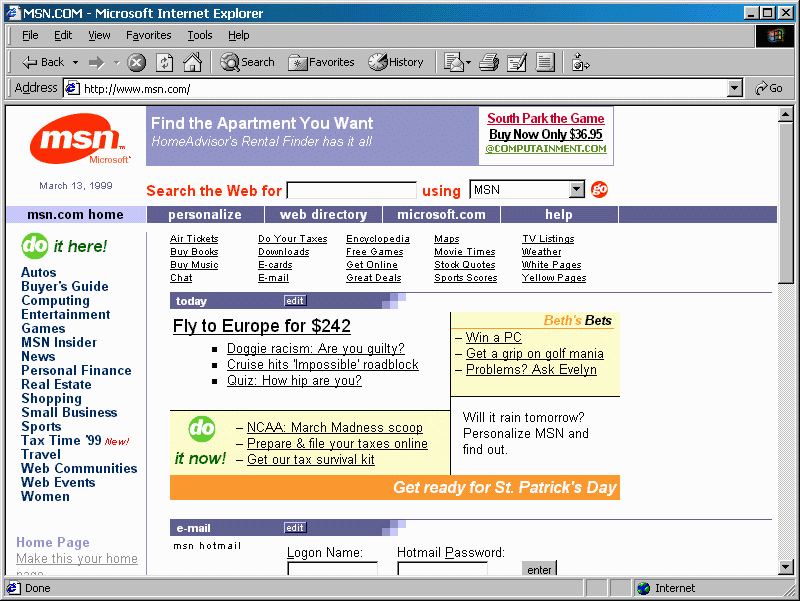 MSN.COM - Microsoft Internet Explorer
File Edit View Favorites Tools Help
Back Search Favorites History
Address http://www.msn.com/ Go
msn™
Microsoft®
March 13, 1999
Find the Apartment You Want
HomeAdvisor's Rental Finder has it all
South Park the Game
Buy Now Only $36.95
@COMPUTAINMENT.COM
Search the Web for using MSN go
msn.com home personalize web directory microsoft.com help
do it here!
Autos
Buyer's Guide
Computing
Entertainment
Games
MSN Insider
News
Personal Finance
Real Estate
Shopping
Small Business
Sports
Tax Time '99 New!
Travel
Web Communities
Web Events
Women
Home Page
Make this your home
page
Air Tickets Do Your Taxes Encyclopedia Maps TV Listings
Buy Books Downloads Free Games Movie Times Weather
Buy Music E-cards Get Online Stock Quotes White Pages
Chat E-mail Great Deals Sports Scores Yellow Pages
today edit
Fly to Europe for $242
Doggie racism: Are you guilty?
Cruise hits 'Impossible' roadblock
Quiz: How hip are you?
Beth's Bets
– Win a PC
– Get a grip on golf mania
– Problems? Ask Evelyn
do it now!
– NCAA: March Madness scoop
– Prepare & file your taxes online
– Get our tax survival kit
Will it rain tomorrow?
Personalize MSN and
find out.
Get ready for St. Patrick's Day
e-mail edit
msn hotmail
Logon Name: Hotmail Password:
enter
Done Internet